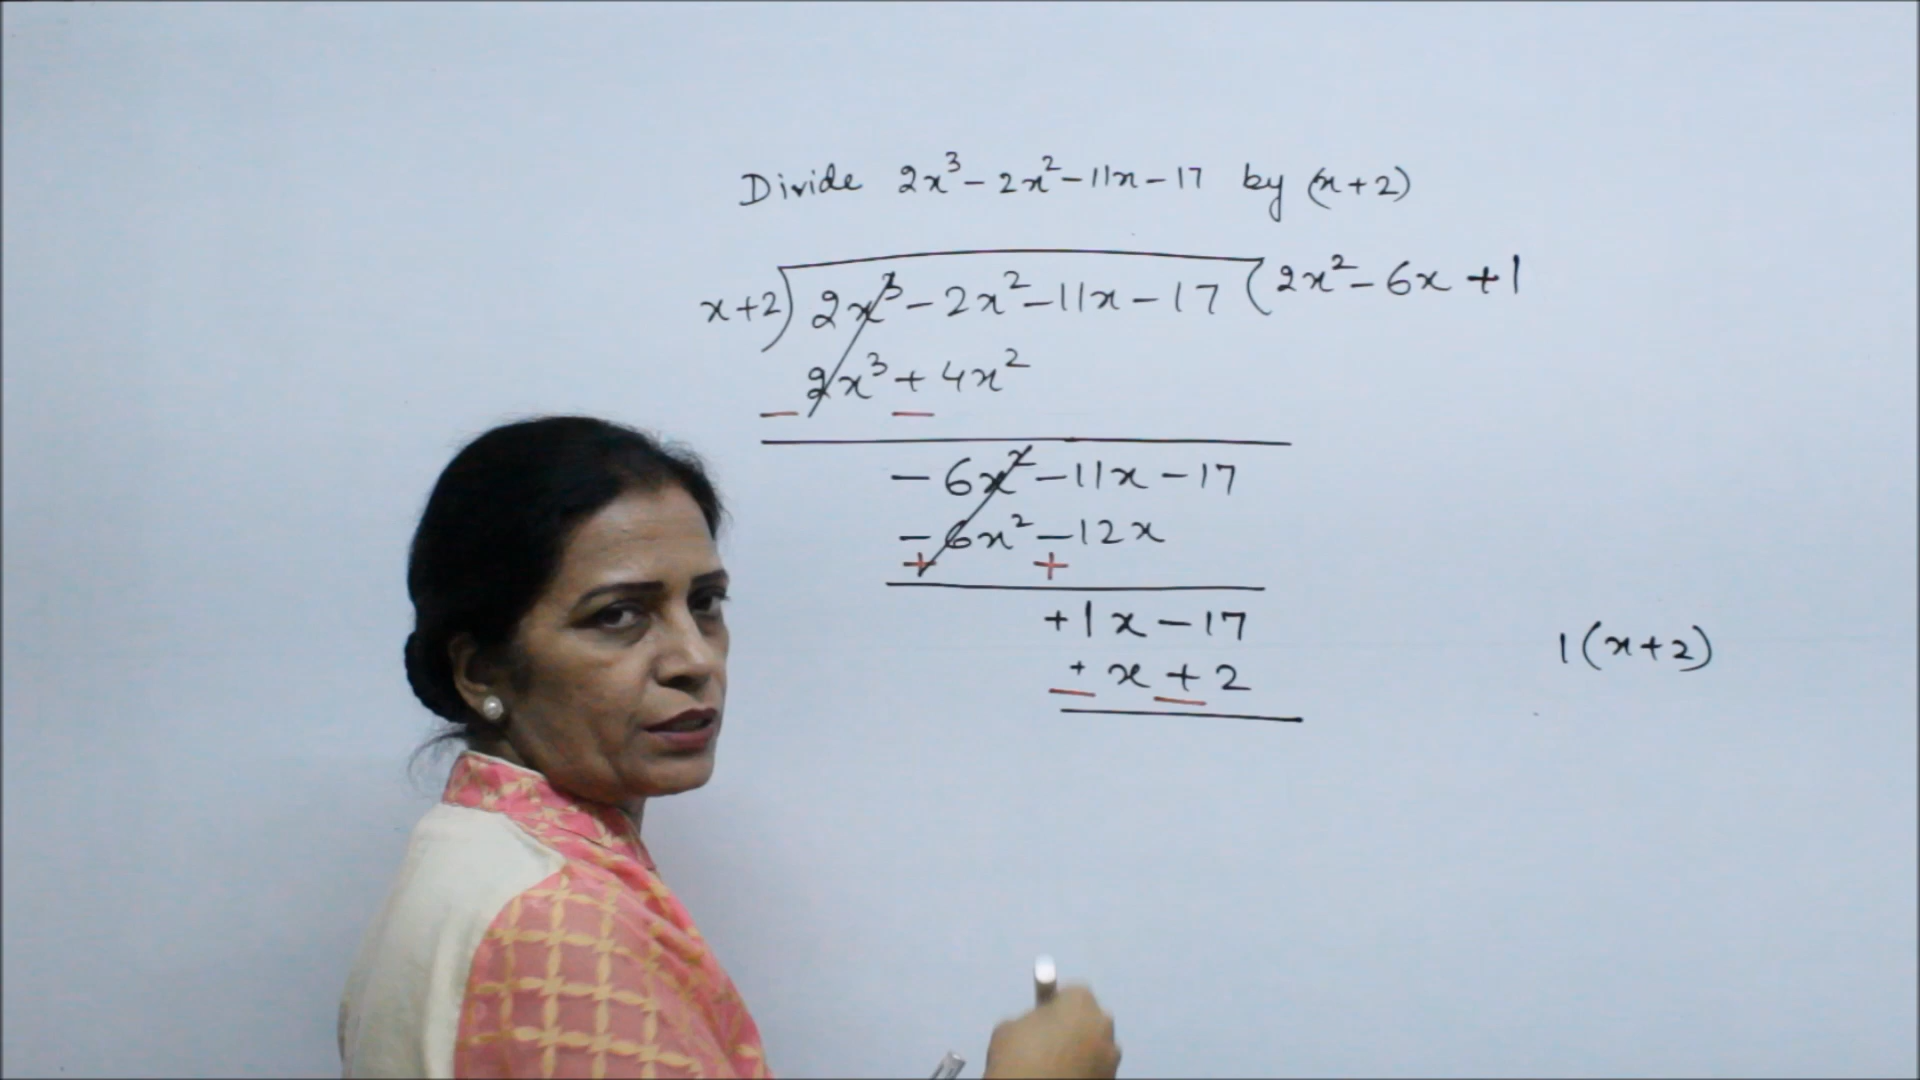 Divide 2x³ - 2x² - 11x - 17 by (x + 2)
x + 2) 2x³ - 2x² - 11x - 17 (2x² - 6x + 1
2x³ + 4x²
- -
- 6x² - 11x - 17
- 6x² - 12x
+ +
+ 1x - 17
1(x + 2)
+ x + 2
- -